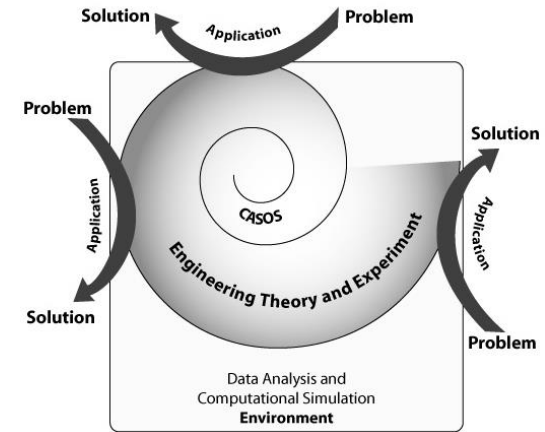 Solution
Application
Problem
Problem
Application
Solution
Solution
Application
Problem
CASOS
Engineering Theory and Experiment
Data Analysis and
Computational Simulation
Environment